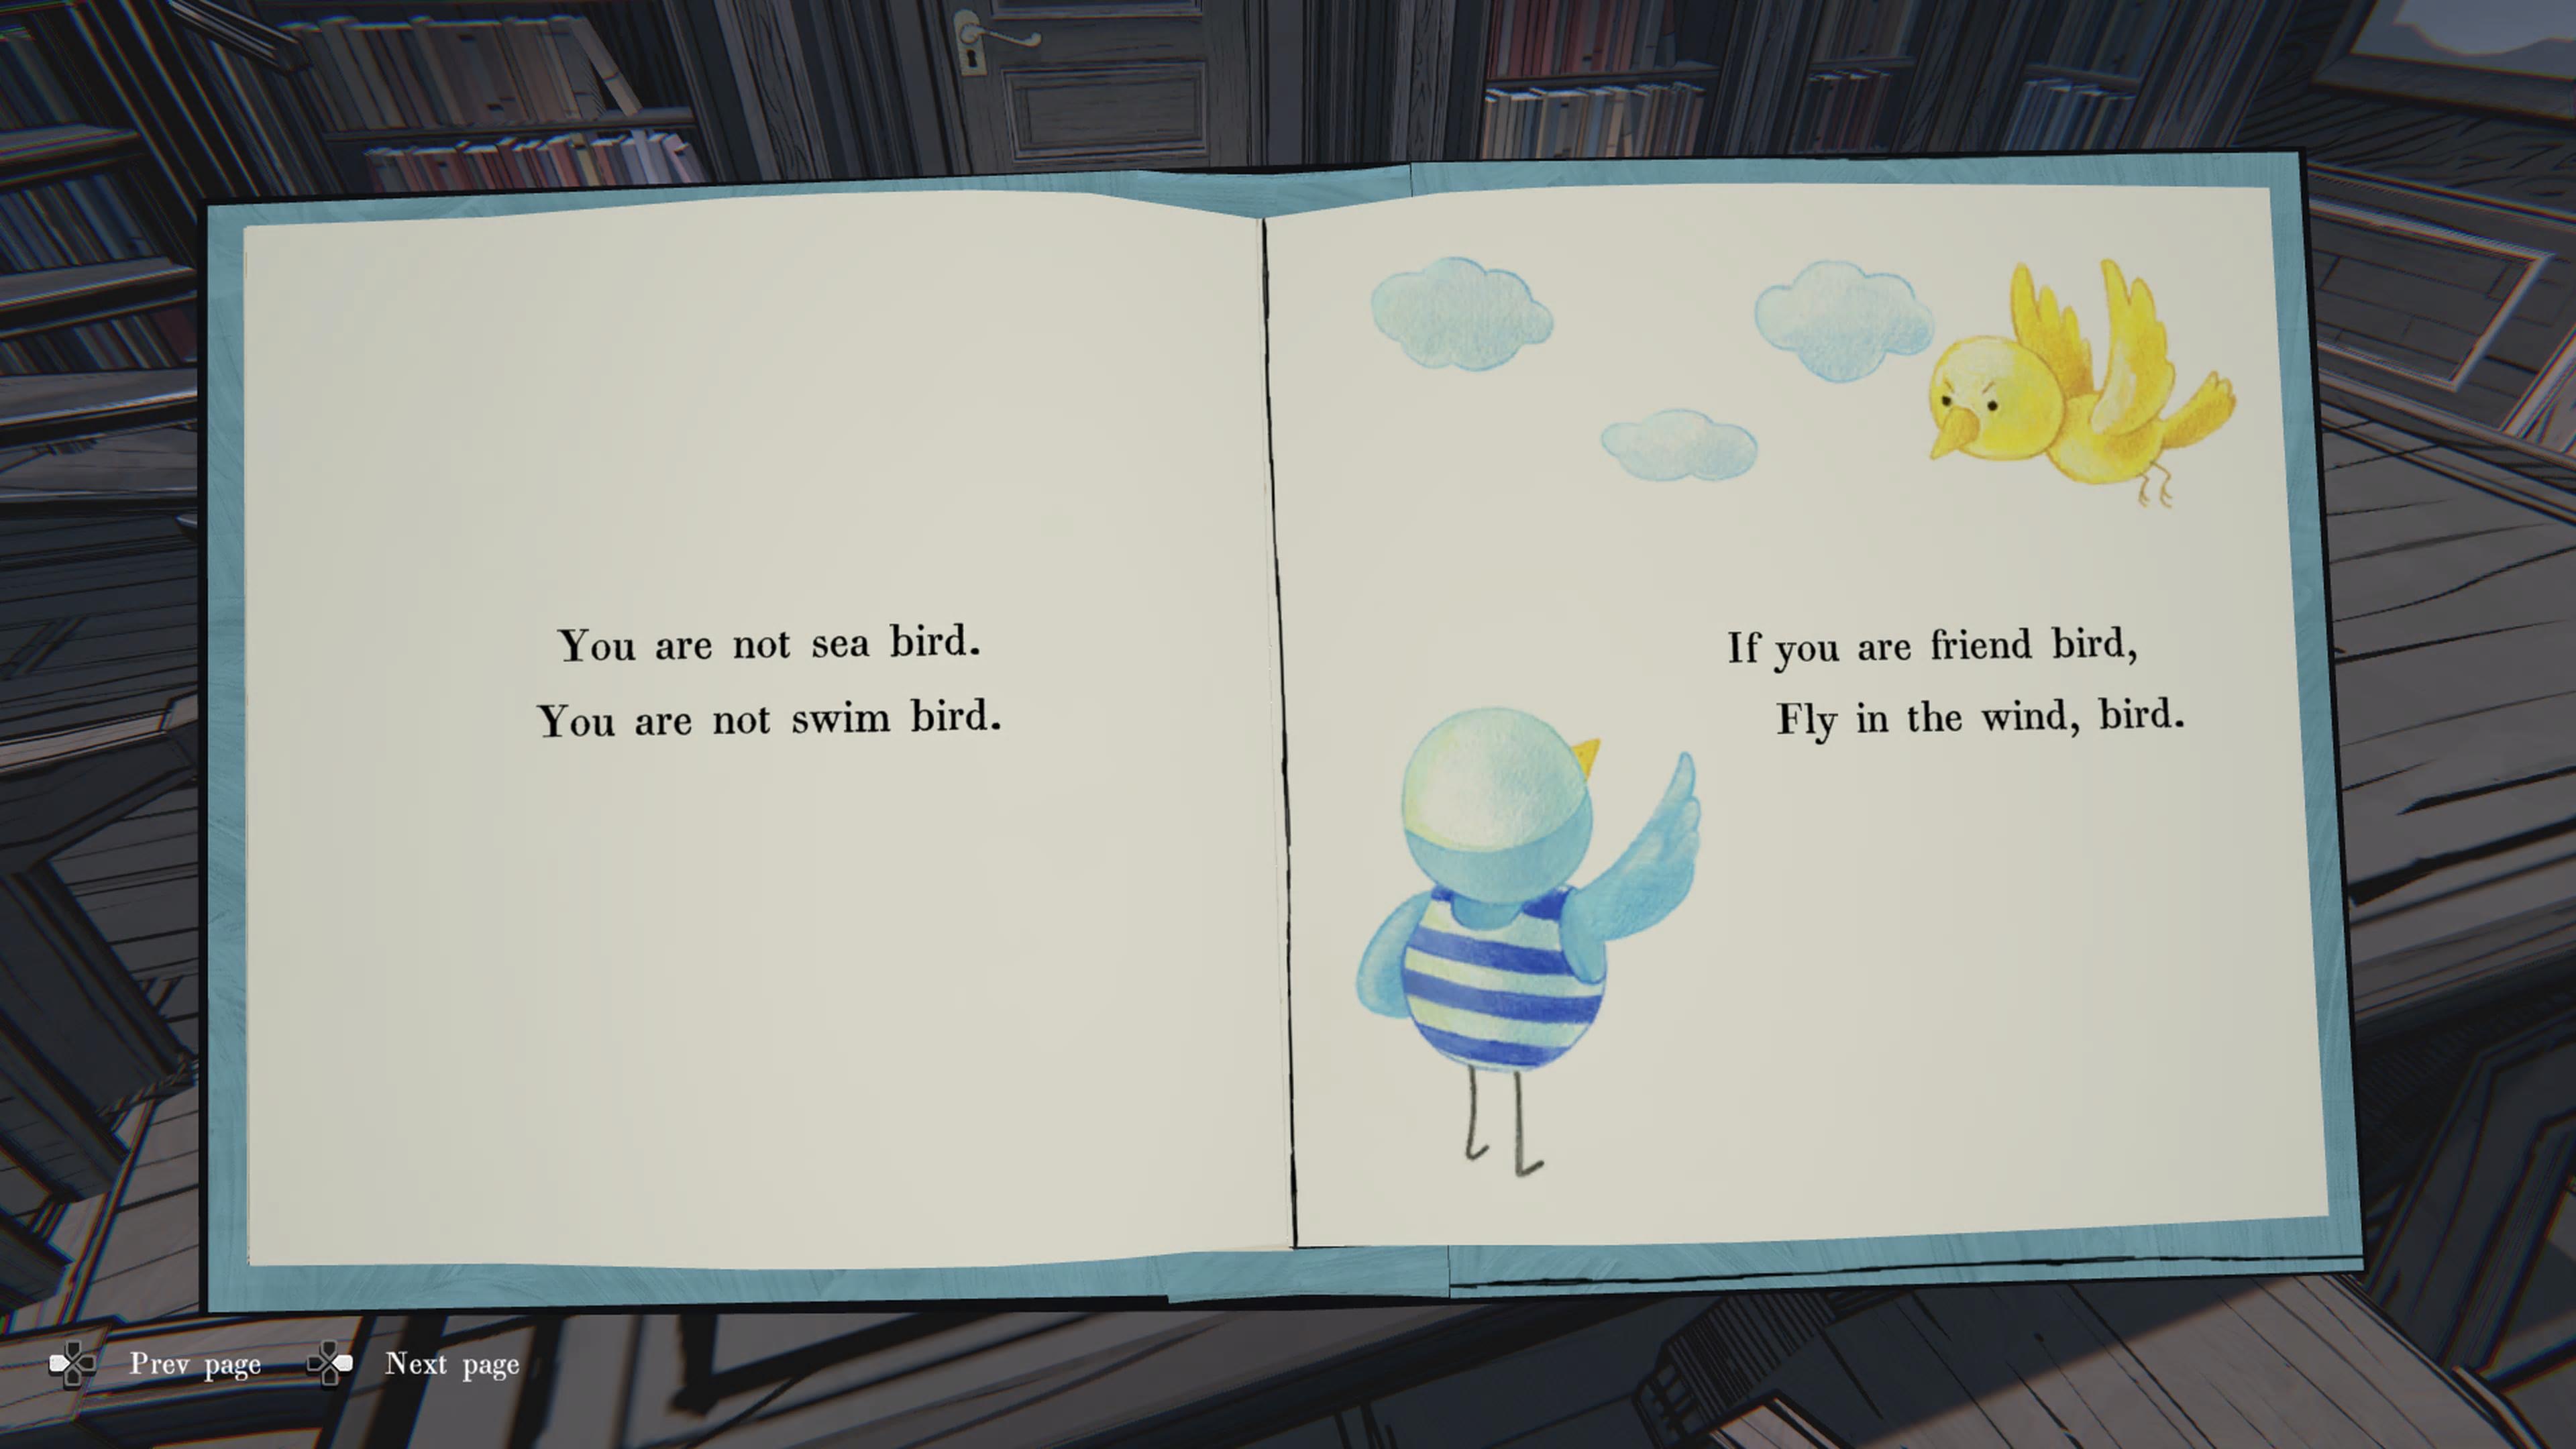 You are not sea bird.
You are not swim bird.
If you are friend bird,
Fly in the wind, bird.
Prev page
Next page